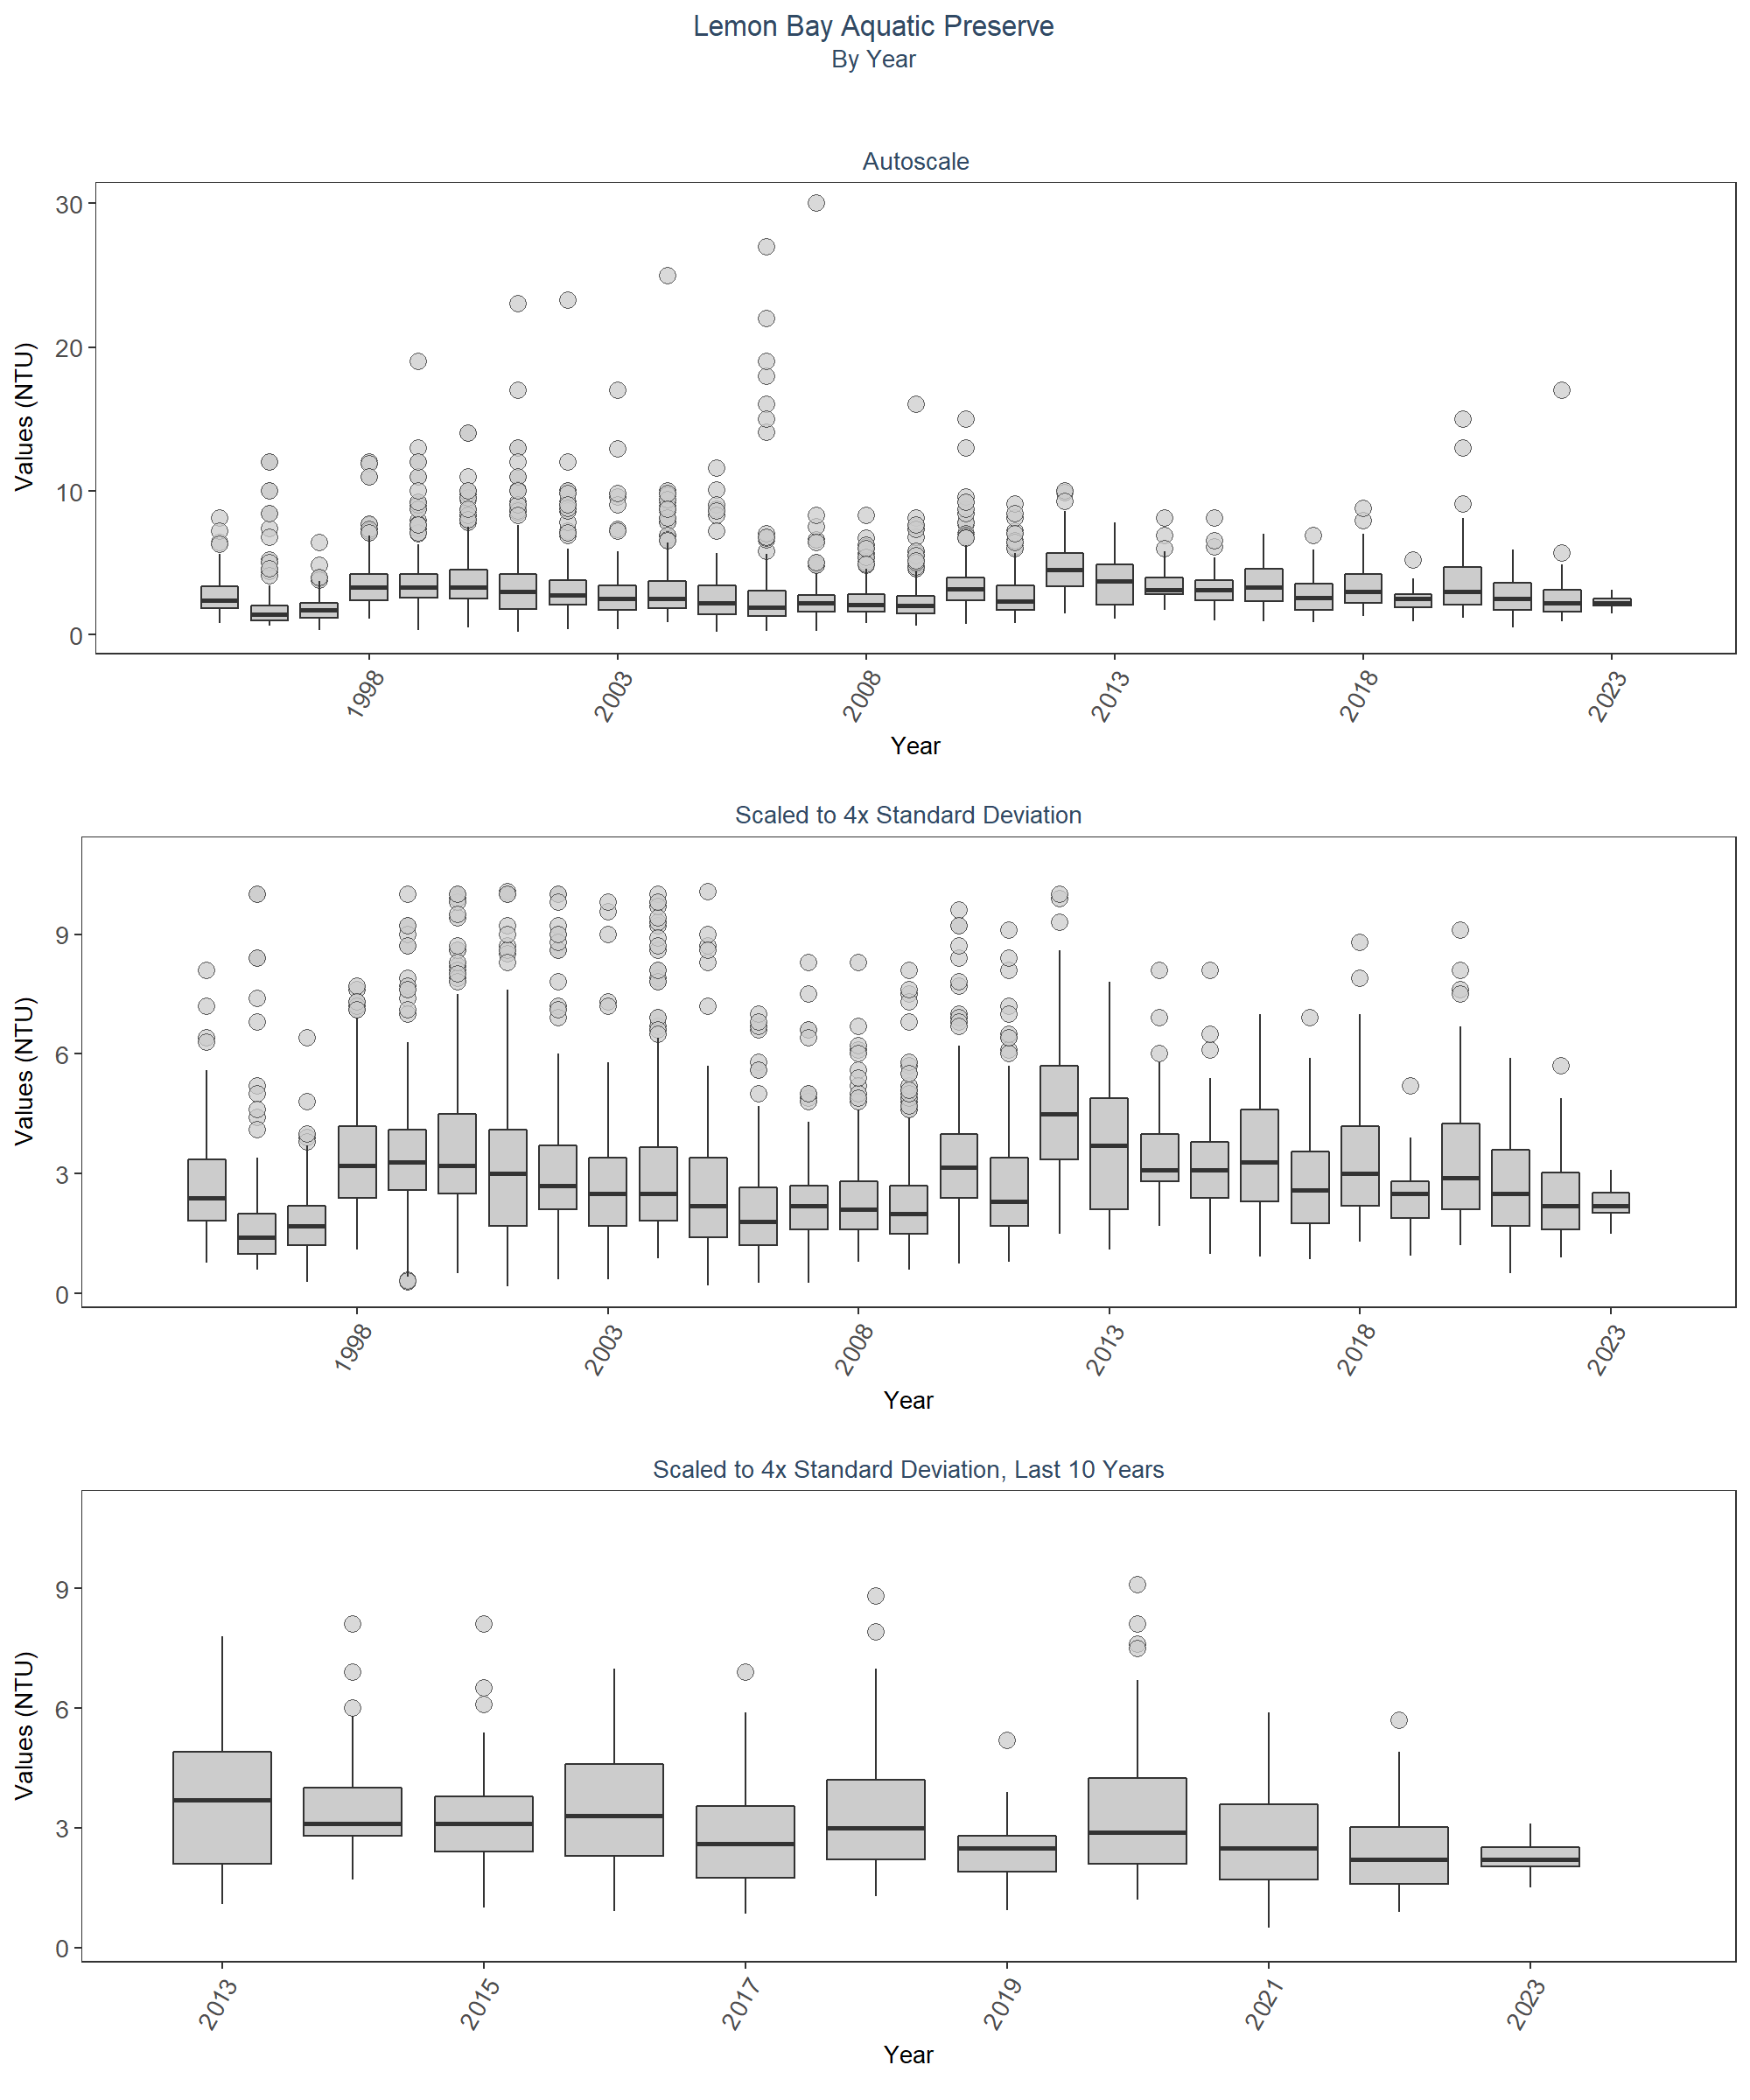 Lemon Bay Aquatic Preserve
By Year
Autoscale
Values (NTU)
30
20
10
0
1998
2003
2008
2013
2018
2023
Year
Scaled to 4x Standard Deviation
Values (NTU)
9
6
3
0
1998
2003
2008
2013
2018
2023
Year
Scaled to 4x Standard Deviation, Last 10 Years
Values (NTU)
9
6
3
0
2013
2015
2017
2019
2021
2023
Year